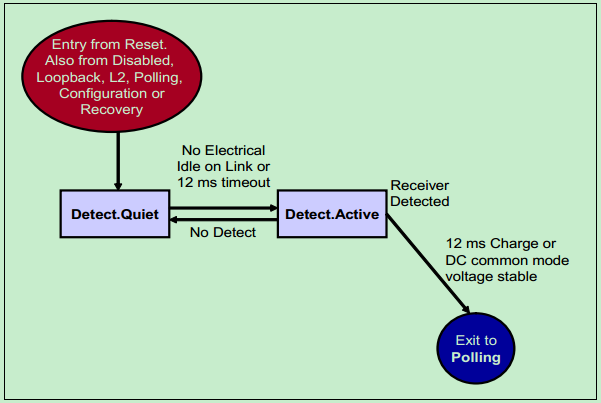 Entry from Reset.
Also from Disabled,
Loopback, L2, Polling,
Configuration or
Recovery
No Electrical
Idle on Link or
12 ms timeout
Detect.Quiet
Detect.Active
No Detect
Receiver
Detected
12 ms Charge or
DC common mode
voltage stable
Exit to
Polling